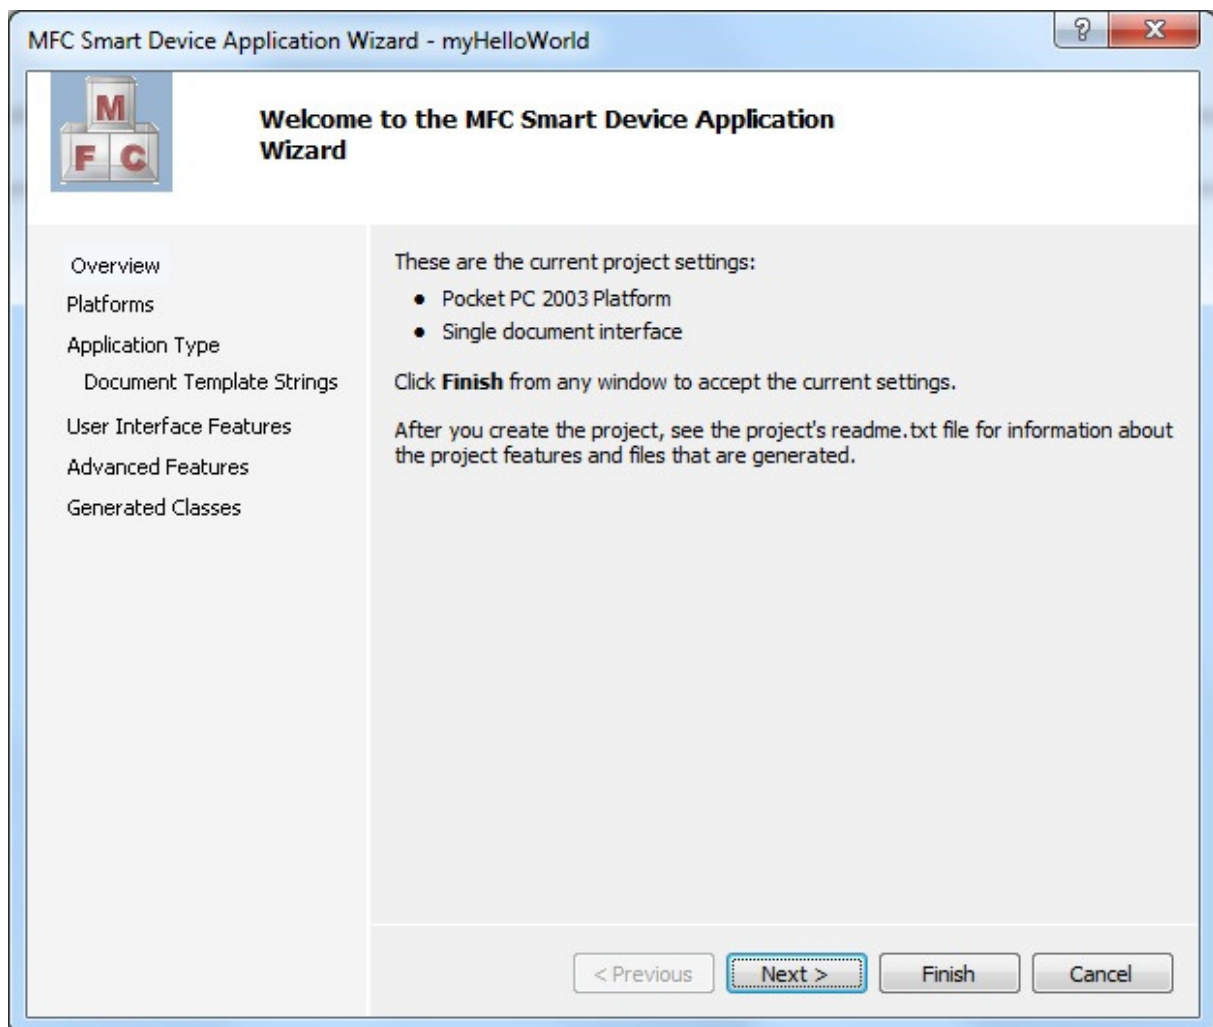 MFC Smart Device Application Wizard - myHelloWorld
?
X
M
F C
Welcome to the MFC Smart Device Application
Wizard
Overview
Platforms
Application Type
Document Template Strings
User Interface Features
Advanced Features
Generated Classes
These are the current project settings:
• Pocket PC 2003 Platform
• Single document interface
Click Finish from any window to accept the current settings.
After you create the project, see the project's readme.txt file for information about
the project features and files that are generated.
< Previous
Next >
Finish
Cancel